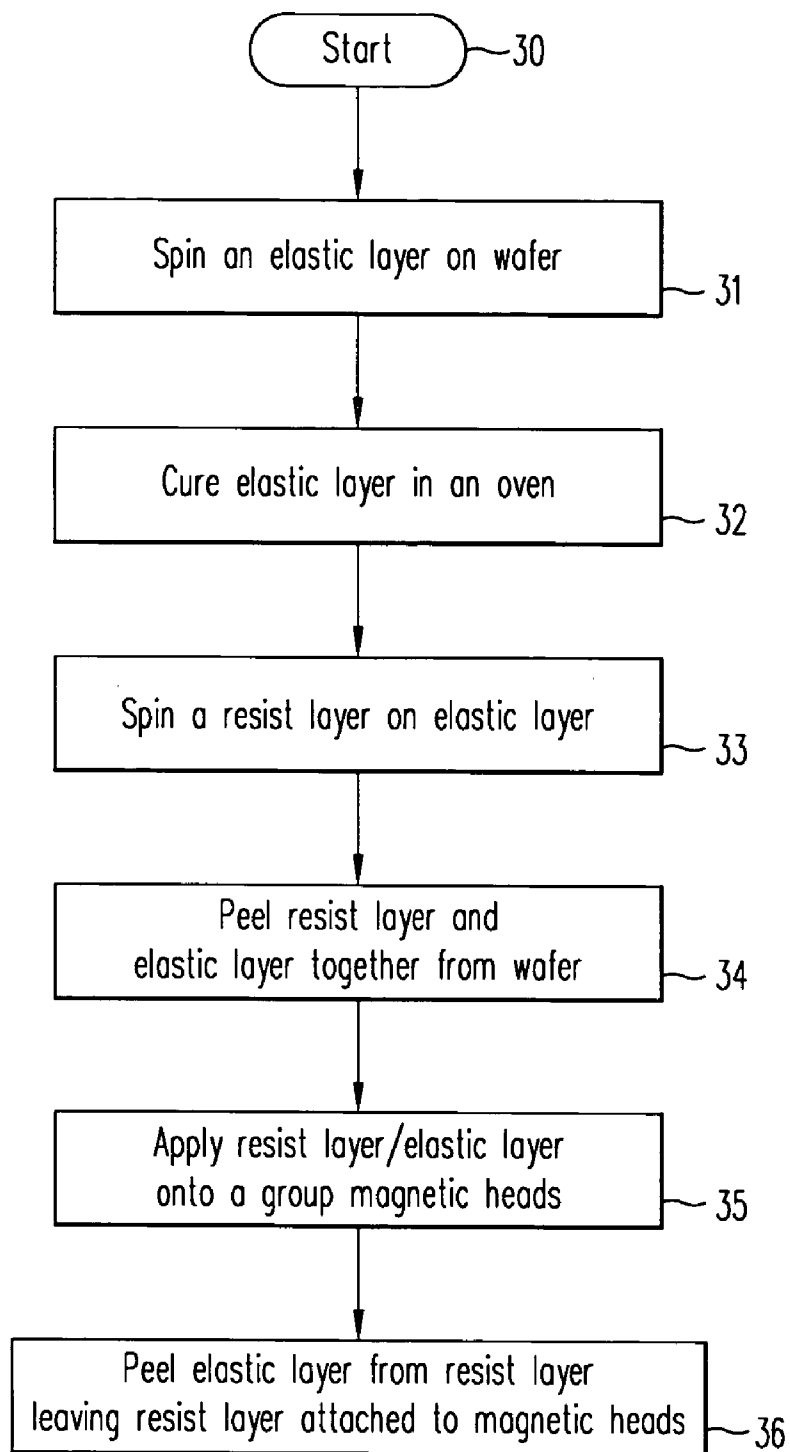 Start
30
Spin an elastic layer on wafer
31
Cure elastic layer in an oven
32
Spin a resist layer on elastic layer
33
Peel resist layer and
elastic layer together from wafer
34
Apply resist layer/elastic layer
onto a group magnetic heads
35
Peel elastic layer from resist layer
leaving resist layer attached to magnetic heads
36